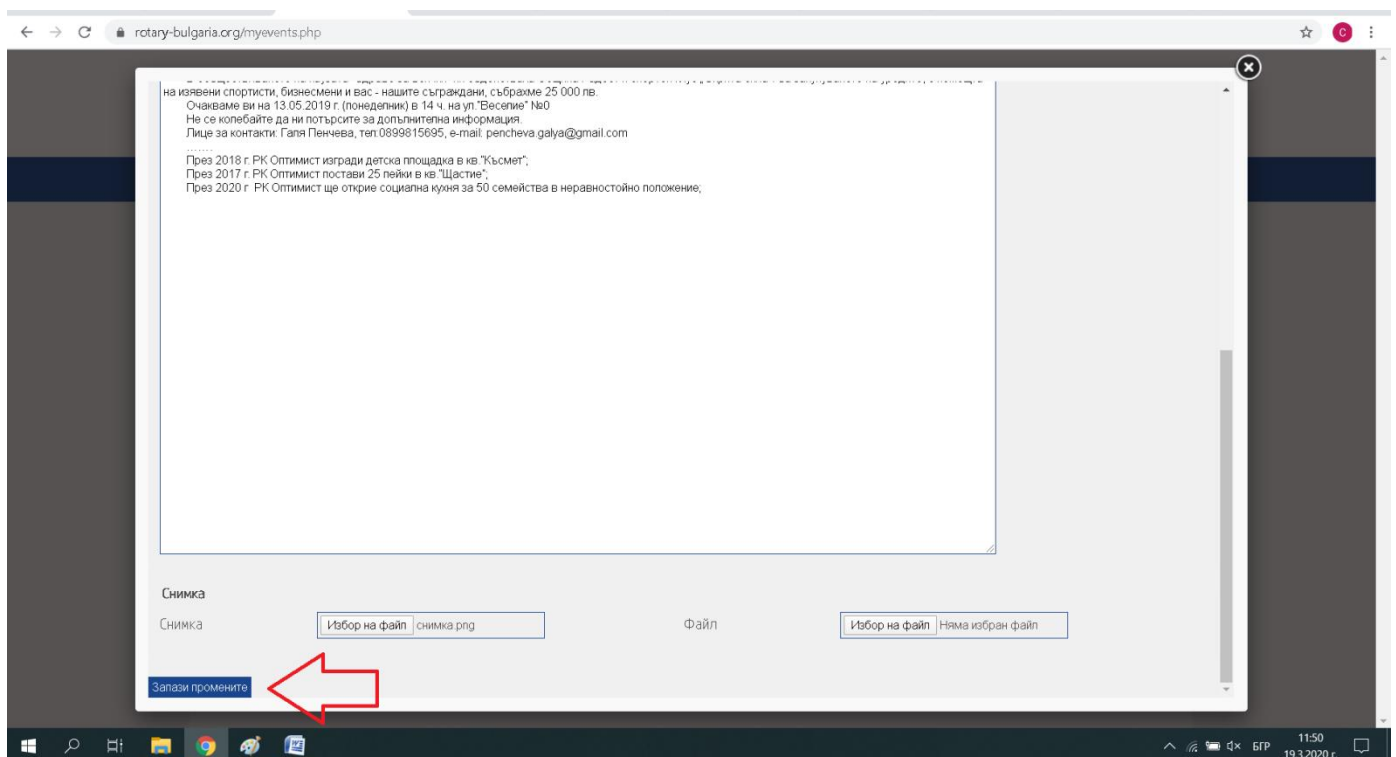 rotary-bulgaria.org/myevents.php
C
на изявени спортисти, бизнесмени и вас - нашите съграждани, събрахме 25 000 лв.
Очакваме ви на 13.05.2019 г. (понеделник) в 14 ч. на ул."Веселие" №0
Не се колебайте да ни потърсите за допълнителна информация.
Лице за контакти: Галя Пенчева, тел:0899815695, e-mail: pencheva.galya@gmail.com
.......
През 2018 г. РК Оптимист изгради детска площадка в кв."Късмет";
През 2017 г. РК Оптимист постави 25 пейки в кв."Щастие";
През 2020 г РК Оптимист ще открие социална кухня за 50 семейства в неравностойно положение;
Снимка
Снимка Избор на файл снимка.png Файл Избор на файл Няма избран файл
Запази промените
БГР 11:50
19.3.2020 г.